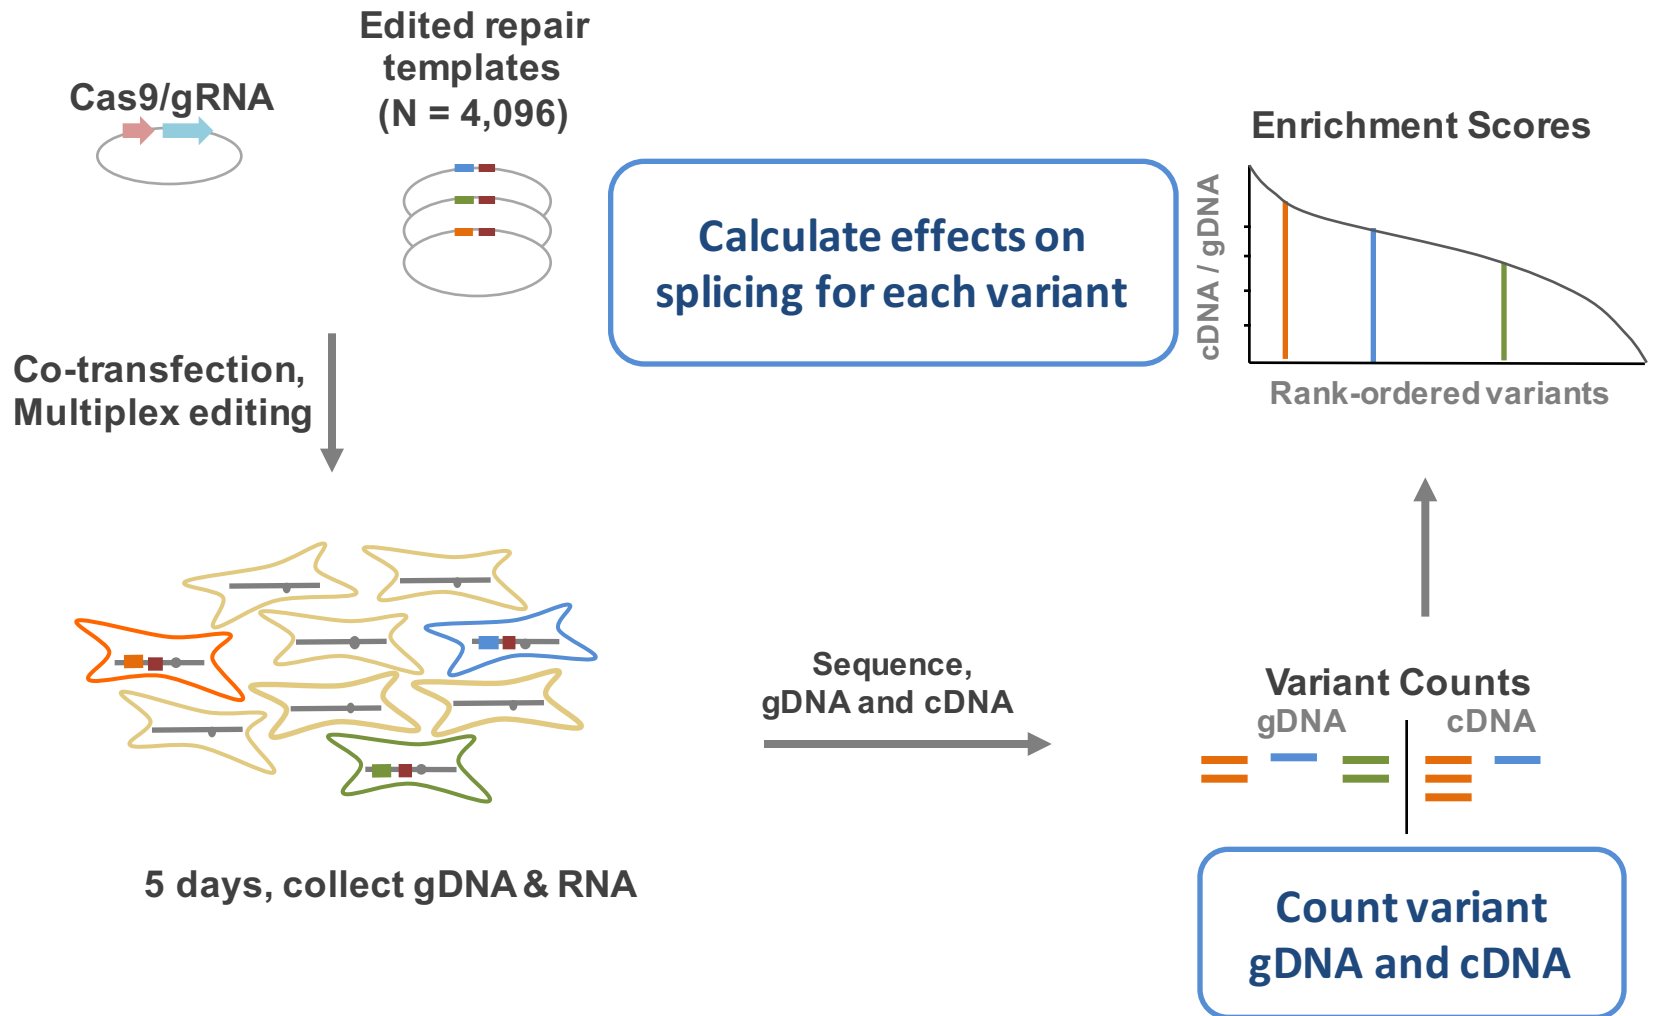 Cas9/gRNA
Edited repair
templates
(N = 4,096)
Co-transfection,
Multiplex editing
5 days, collect gDNA & RNA
Sequence,
gDNA and cDNA
Variant Counts
gDNA
cDNA
Count variant
gDNA and cDNA
Calculate effects on
splicing for each variant
Enrichment Scores
cDNA / gDNA
Rank-ordered variants